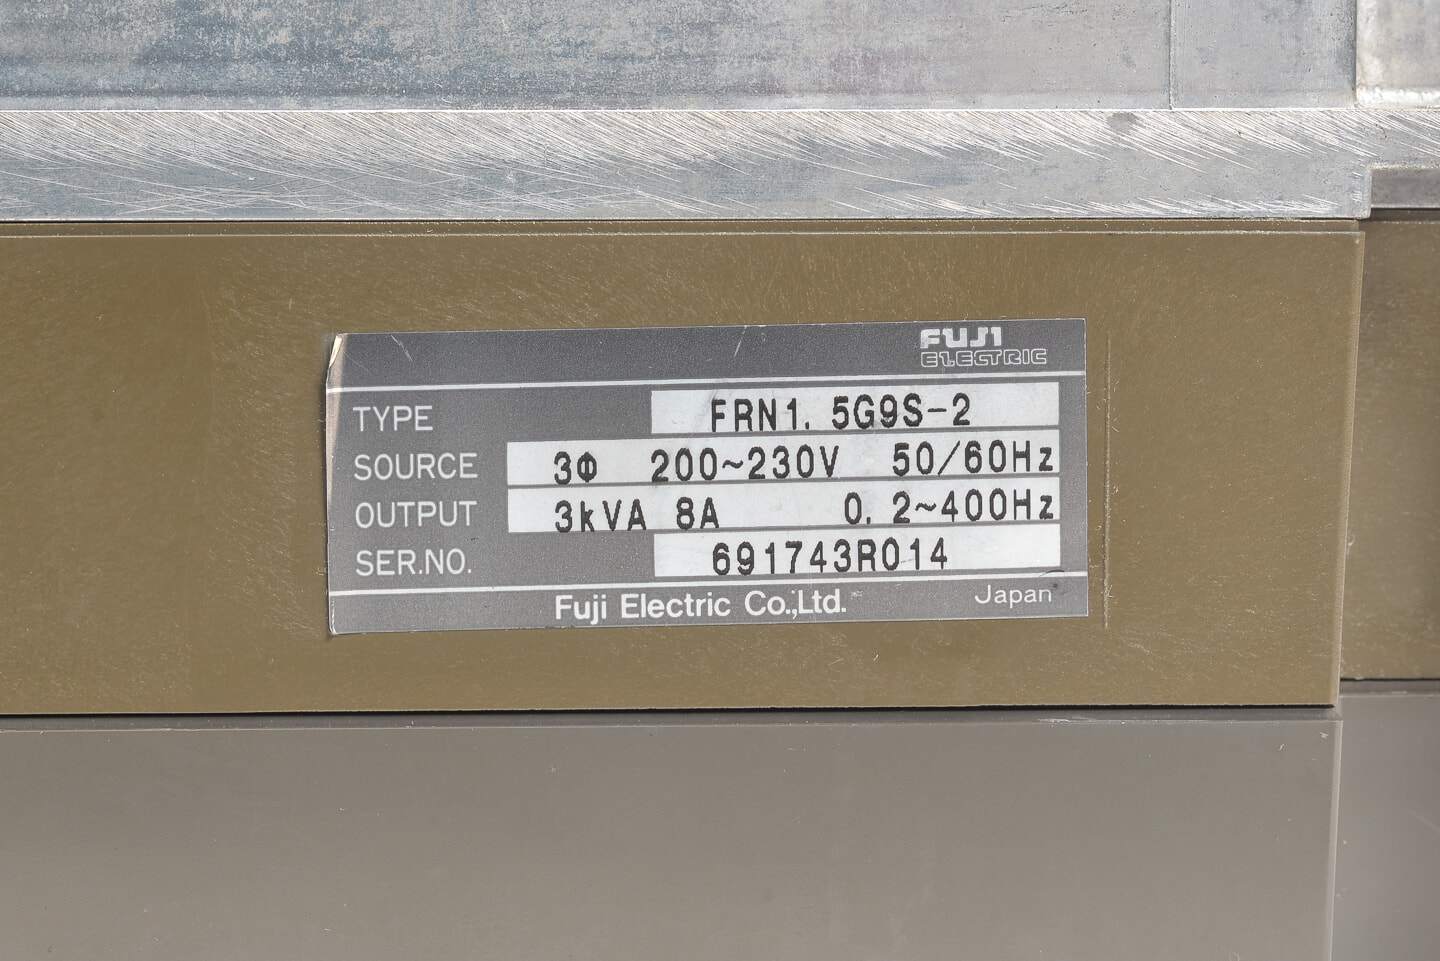 FUJI
ELECTRIC
TYPE FRN1. 5G9S-2
SOURCE 3Φ 200~230V 50/60Hz
OUTPUT 3kVA 8A 0. 2~400Hz
SER.NO. 691743R014
Fuji Electric Co.,Ltd. Japan